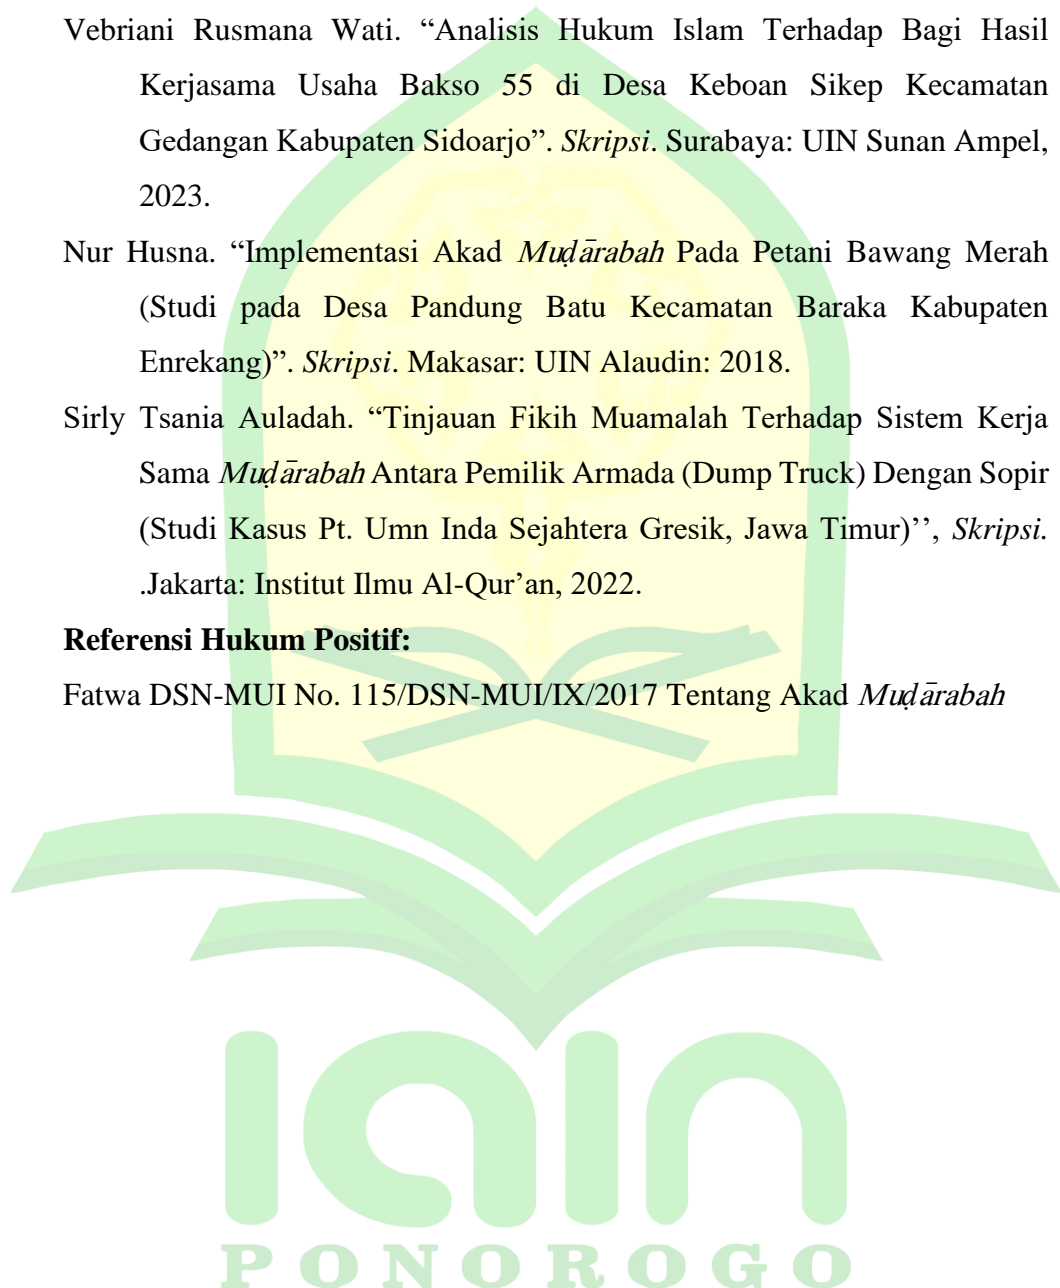 Vebriani Rusmana Wati. “Analisis Hukum Islam Terhadap Bagi Hasil
Kerjasama Usaha Bakso 55 di Desa Keboan Sikep Kecamatan
Gedangan Kabupaten Sidoarjo”. Skripsi. Surabaya: UIN Sunan Ampel,
2023.
Nur Husna. “Implementasi Akad Muḍārabah Pada Petani Bawang Merah
(Studi pada Desa Pandung Batu Kecamatan Baraka Kabupaten
Enrekang)”. Skripsi. Makasar: UIN Alaudin: 2018.
Sirly Tsania Auladah. “Tinjauan Fikih Muamalah Terhadap Sistem Kerja
Sama Muḍārabah Antara Pemilik Armada (Dump Truck) Dengan Sopir
(Studi Kasus Pt. Umn Inda Sejahtera Gresik, Jawa Timur)’’, Skripsi.
.Jakarta: Institut Ilmu Al-Qur’an, 2022.
Referensi Hukum Positif:
Fatwa DSN-MUI No. 115/DSN-MUI/IX/2017 Tentang Akad Muḍārabah
iain
PONOROGO